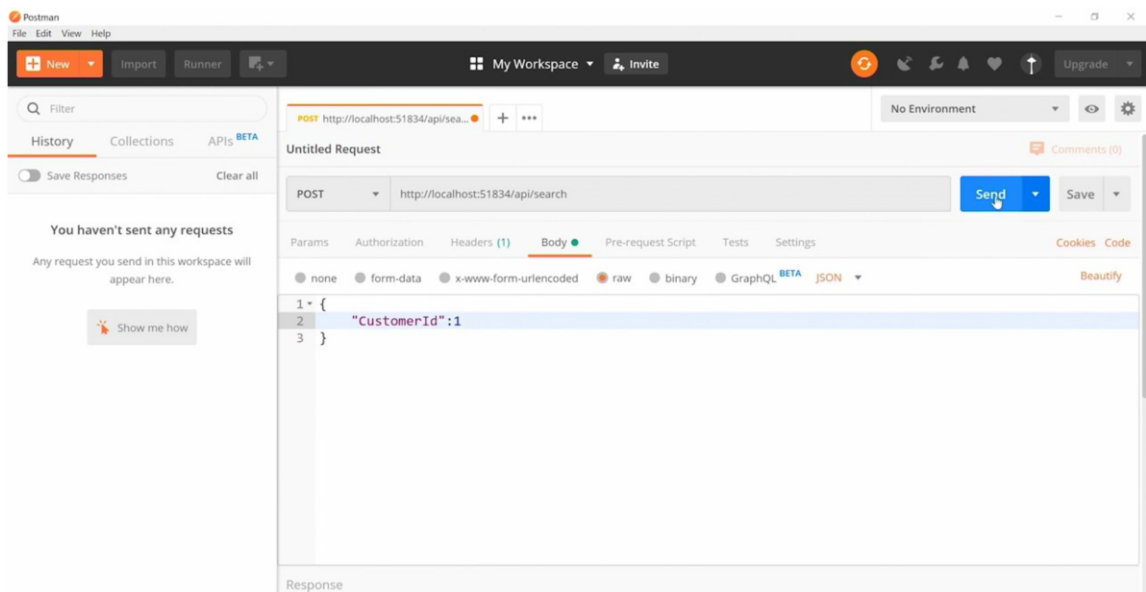 Postman
File Edit View Help
New Import Runner My Workspace Invite Upgrade
Filter
History Collections APIs BETA
Save Responses Clear all
You haven't sent any requests
Any request you send in this workspace will
appear here.
Show me how
POST http://localhost:51834/api/sea... No Environment
Untitled Request Comments (0)
POST http://localhost:51834/api/search Send Save
Params Authorization Headers (1) Body Pre-request Script Tests Settings Cookies Code
none form-data x-www-form-urlencoded raw binary GraphQL BETA JSON Beautify
1 {
2 "CustomerId":1
3 }
Response